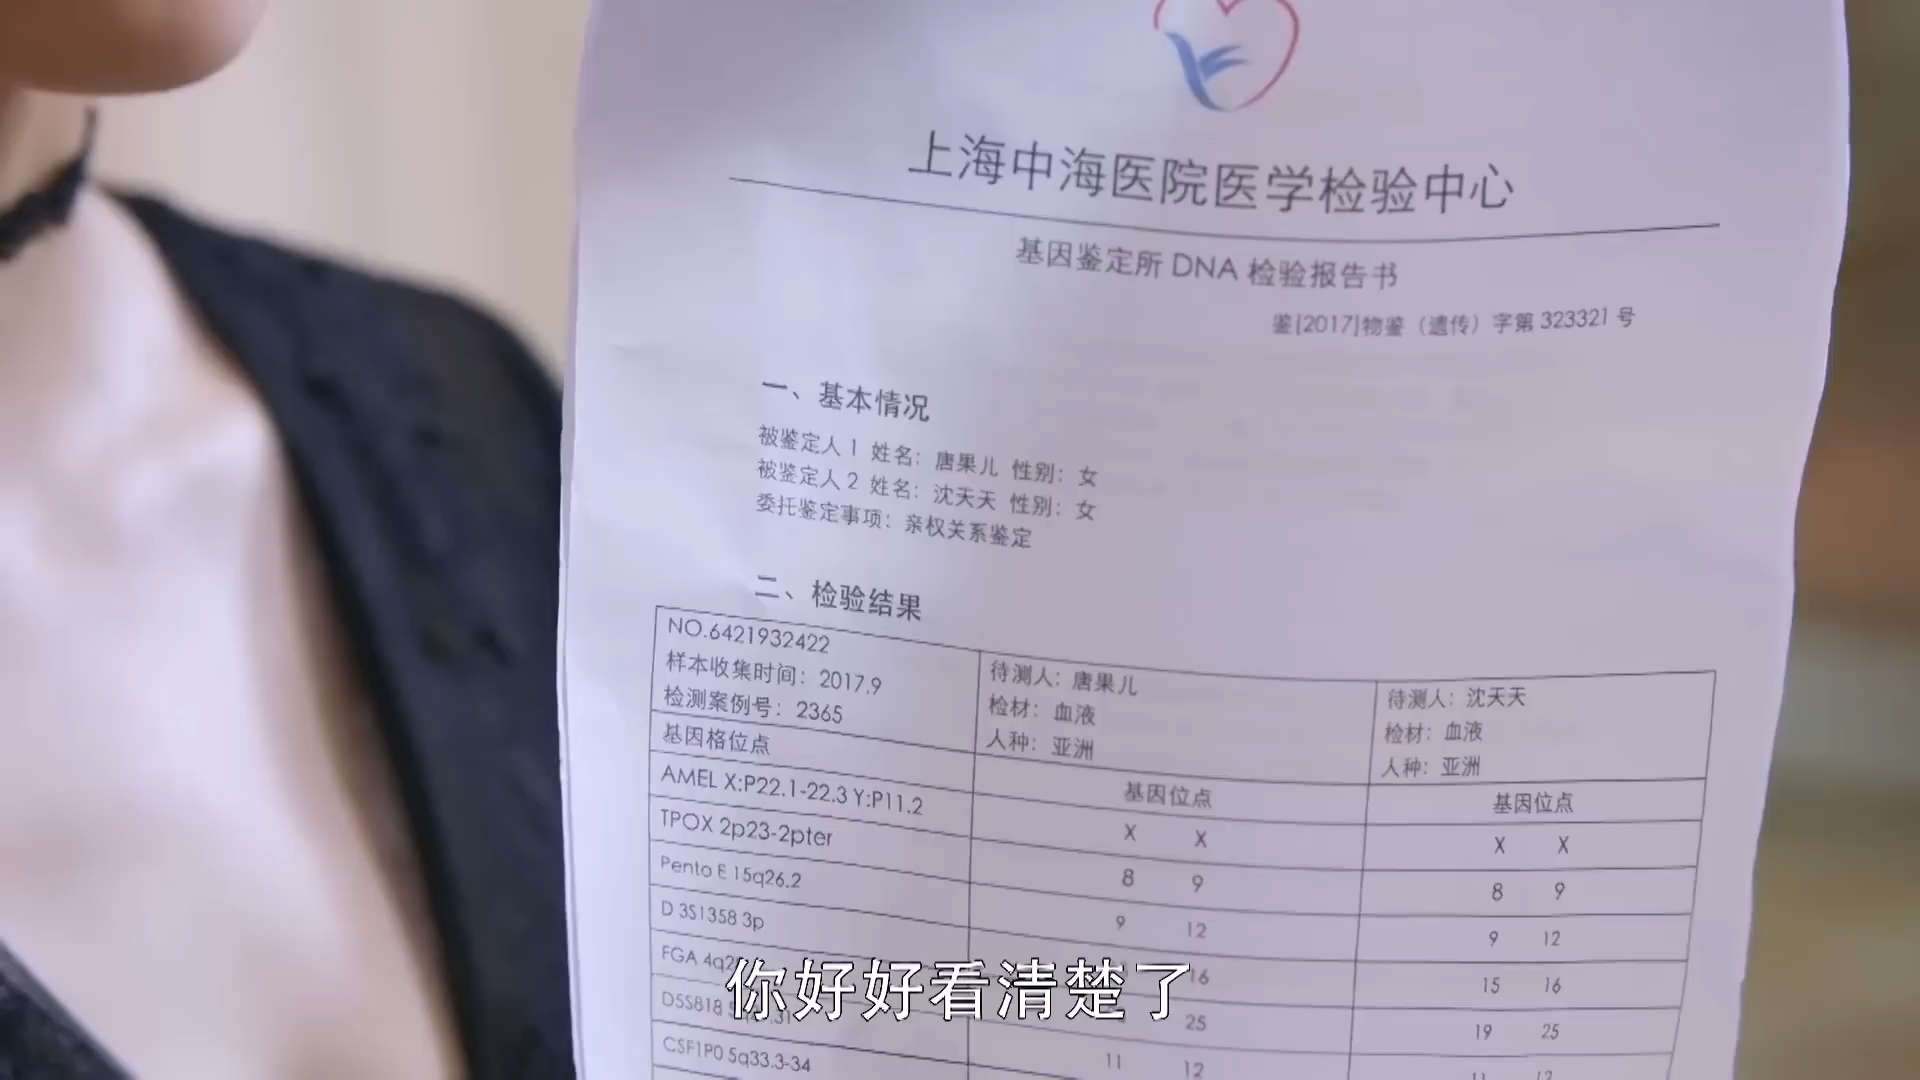 上海中海医院医学检验中心
基因鉴定所 DNA 检验报告书
鉴[2017]物鉴（遗传）字第 323321 号
一、基本情况
被鉴定人 1 姓名：唐果儿 性别：女
被鉴定人 2 姓名：沈天天 性别：女
委托鉴定事项：亲权关系鉴定
二、检验结果
NO.6421932422
样本收集时间：2017.9
检测案例号：2365
待测人：唐果儿
检材：血液
人种：亚洲
待测人：沈天天
检材：血液
人种：亚洲
基因格位点
基因位点
基因位点
AMEL X:P22.1-22.3 Y:P11.2
X X
X X
TPOX 2p23-2pter
8 9
8 9
Pento E 15q26.2
9 12
9 12
D 3S1358 3p
16
15 16
FGA 4q2
25
19 25
D5S818
11 12
CSF1P0 5q33.3-34
你好好看清楚了